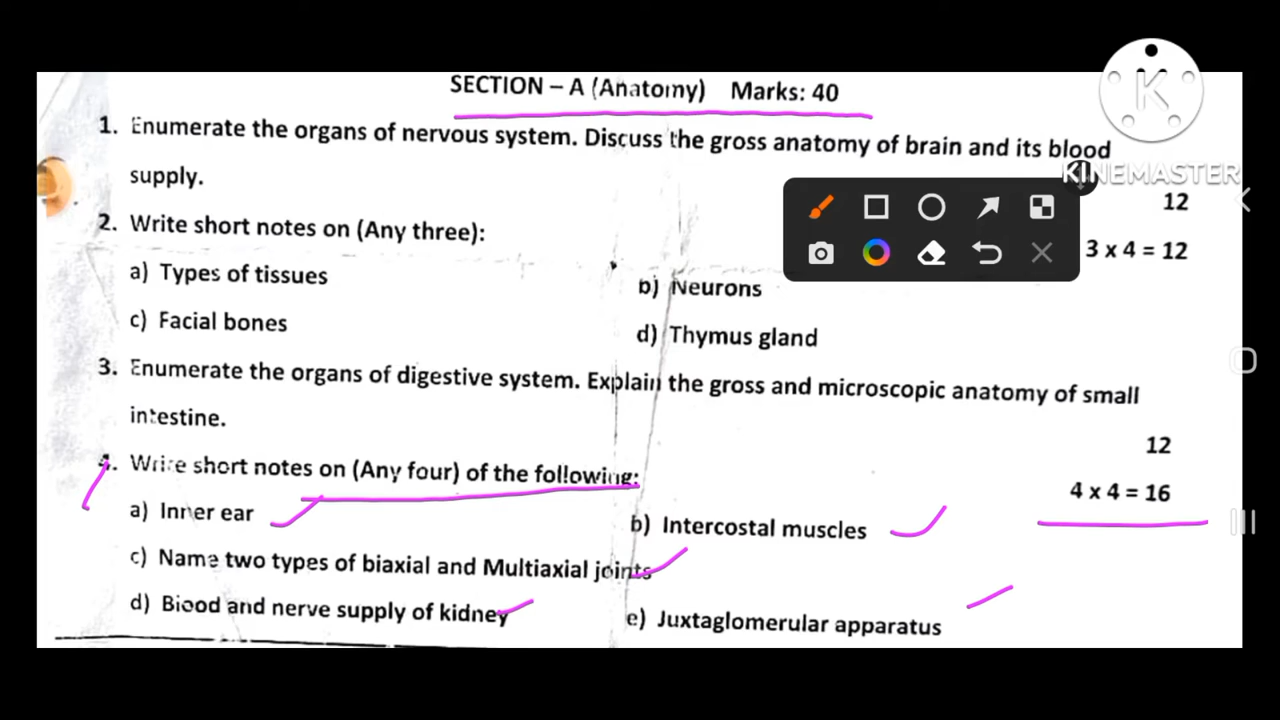 SECTION – A (Anatomy) Marks: 40
1. Enumerate the organs of nervous system. Discuss the gross anatomy of brain and its blood
supply.
12
2. Write short notes on (Any three):
3 x 4 = 12
a) Types of tissues
b) Neurons
c) Facial bones
d) Thymus gland
3. Enumerate the organs of digestive system. Explain the gross and microscopic anatomy of small
intestine.
12
4. Write short notes on (Any four) of the following:
4 x 4 = 16
a) Inner ear
b) Intercostal muscles
c) Name two types of biaxial and Multiaxial joints
d) Blood and nerve supply of kidney
e) Juxtaglomerular apparatus
K
KINEMASTER